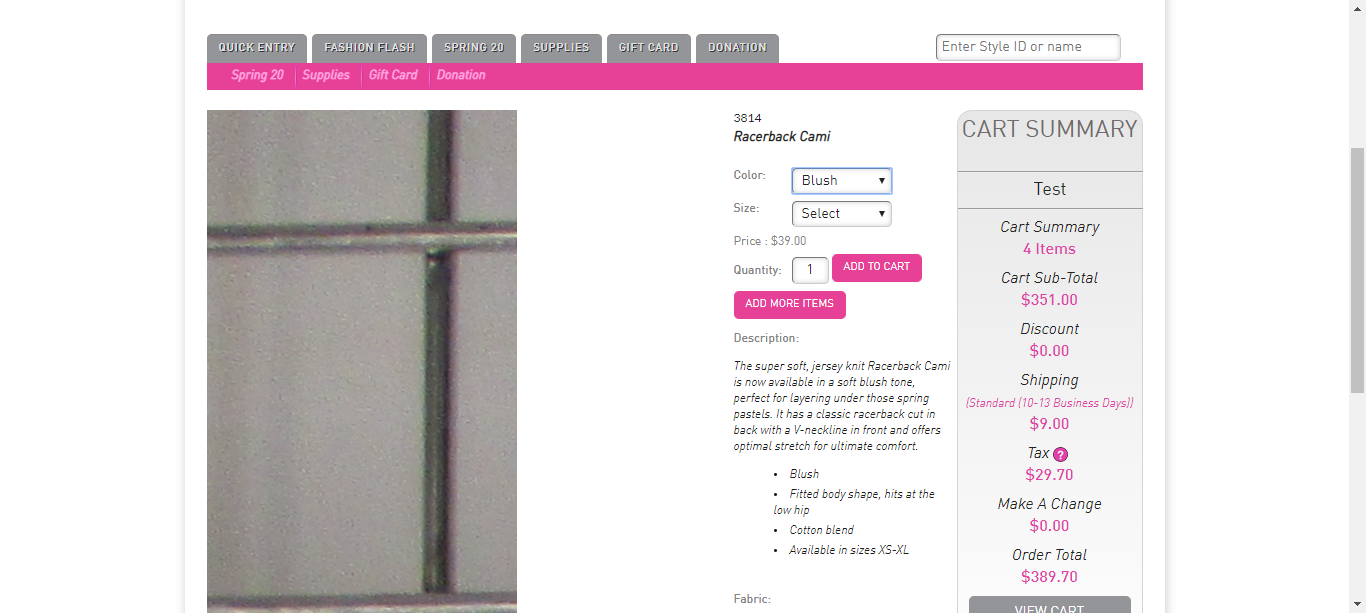 QUICK ENTRY FASHION FLASH SPRING 20 SUPPLIES GIFT CARD DONATION
Enter Style ID or name
Spring 20 Supplies Gift Card Donation
3814
Racerback Cami
Color: Blush
Size: Select
Price : $39.00
Quantity: 1 ADD TO CART
ADD MORE ITEMS
Description:
The super soft, jersey knit Racerback Cami
is now available in a soft blush tone,
perfect for layering under those spring
pastels. It has a classic racerback cut in
back with a V-neckline in front and offers
optimal stretch for ultimate comfort.
• Blush
• Fitted body shape, hits at the
low hip
• Cotton blend
• Available in sizes XS-XL
Fabric:
CART SUMMARY
Test
Cart Summary
4 Items
Cart Sub-Total
$351.00
Discount
$0.00
Shipping
(Standard (10-13 Business Days))
$9.00
Tax ?
$29.70
Make A Change
$0.00
Order Total
$389.70
VIEW CART